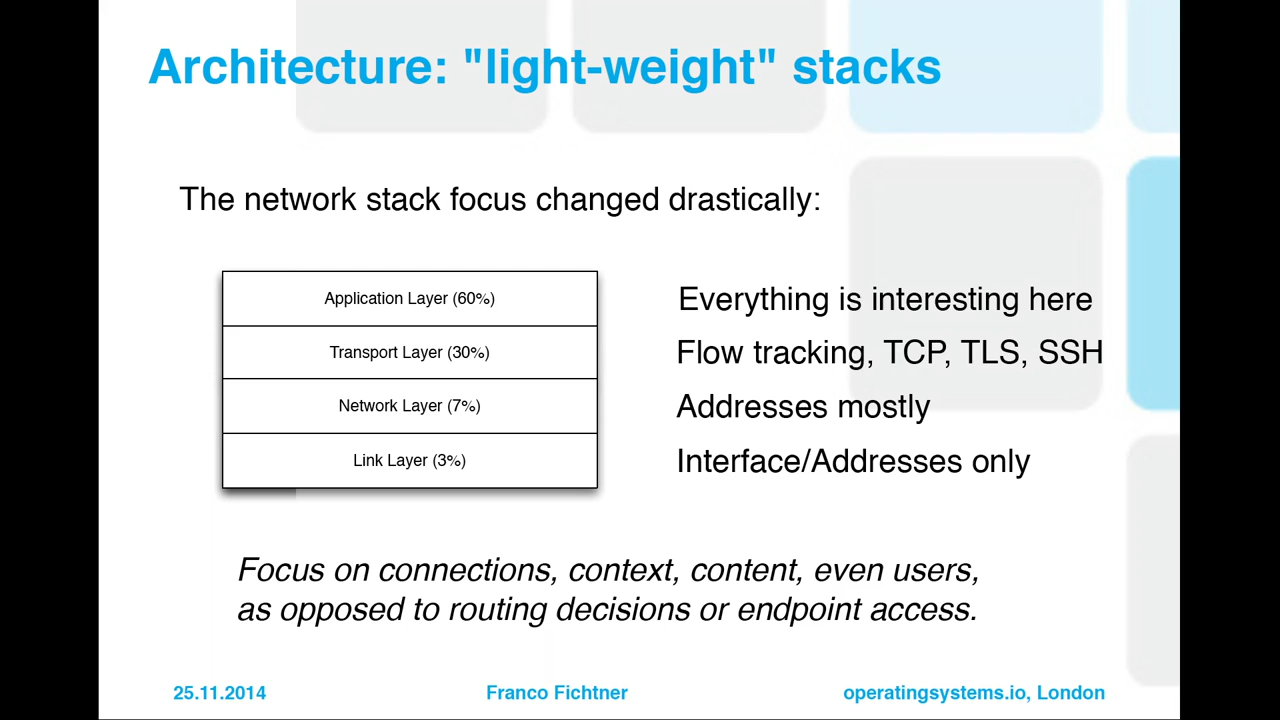 Architecture: "light-weight" stacks
The network stack focus changed drastically:
Application Layer (60%)
Everything is interesting here
Transport Layer (30%)
Flow tracking, TCP, TLS, SSH
Network Layer (7%)
Addresses mostly
Link Layer (3%)
Interface/Addresses only
Focus on connections, context, content, even users,
as opposed to routing decisions or endpoint access.
25.11.2014
Franco Fichtner
operatingsystems.io, London